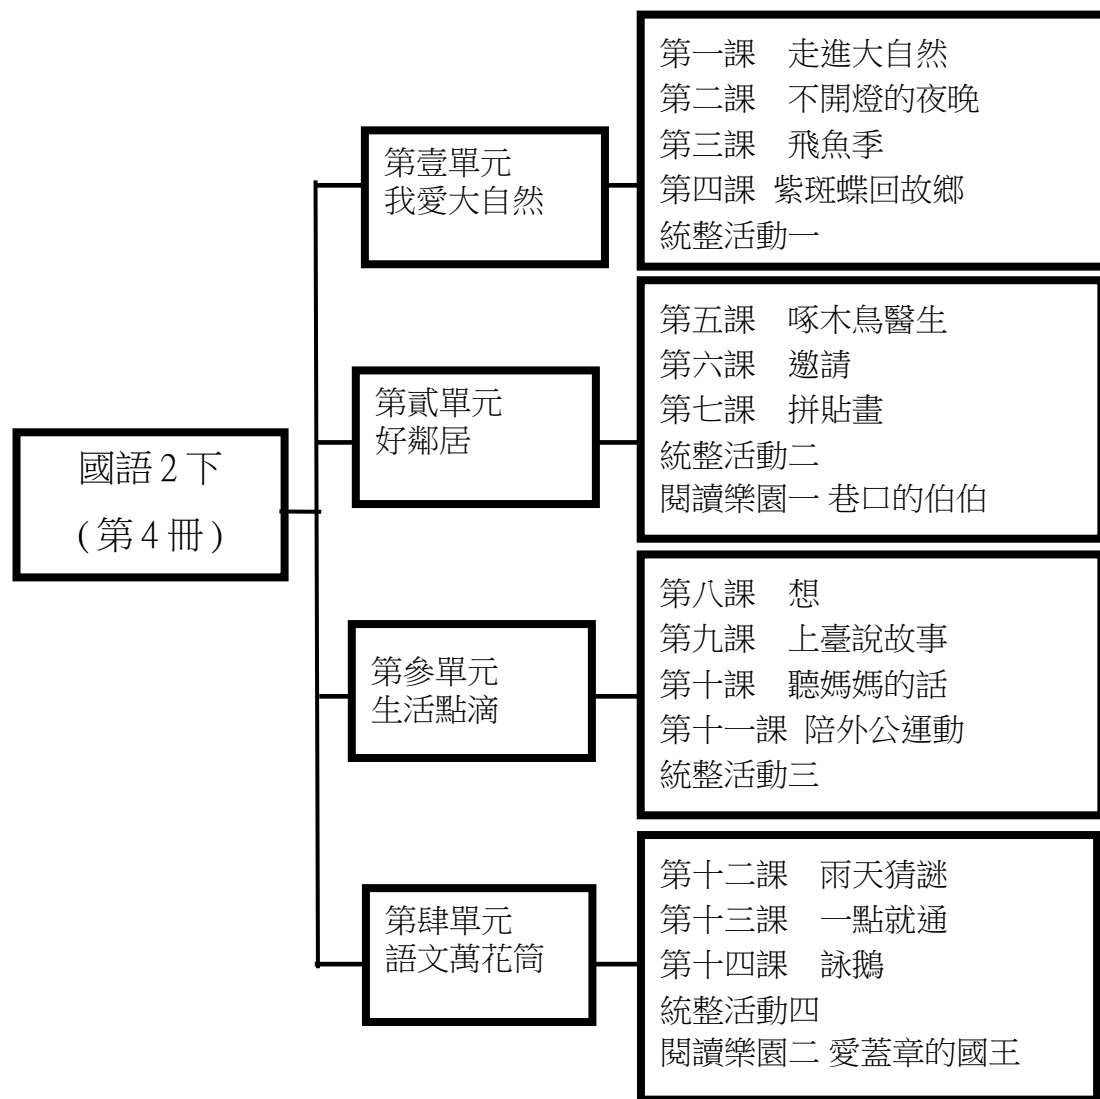 國語2下
(第4冊)
第壹單元
我愛大自然
第一課 走進大自然
第二課 不開燈的夜晚
第三課 飛魚季
第四課 紫斑蝶回故鄉
統整活動一
第貳單元
好鄰居
第五課 啄木鳥醫生
第六課 邀請
第七課 拼貼畫
統整活動二
閱讀樂園一 巷口的伯伯
第參單元
生活點滴
第八課 想
第九課 上臺說故事
第十課 聽媽媽的話
第十一課 陪外公運動
統整活動三
第肆單元
語文萬花筒
第十二課 雨天猜謎
第十三課 一點就通
第十四課 詠鵝
統整活動四
閱讀樂園二 愛蓋章的國王